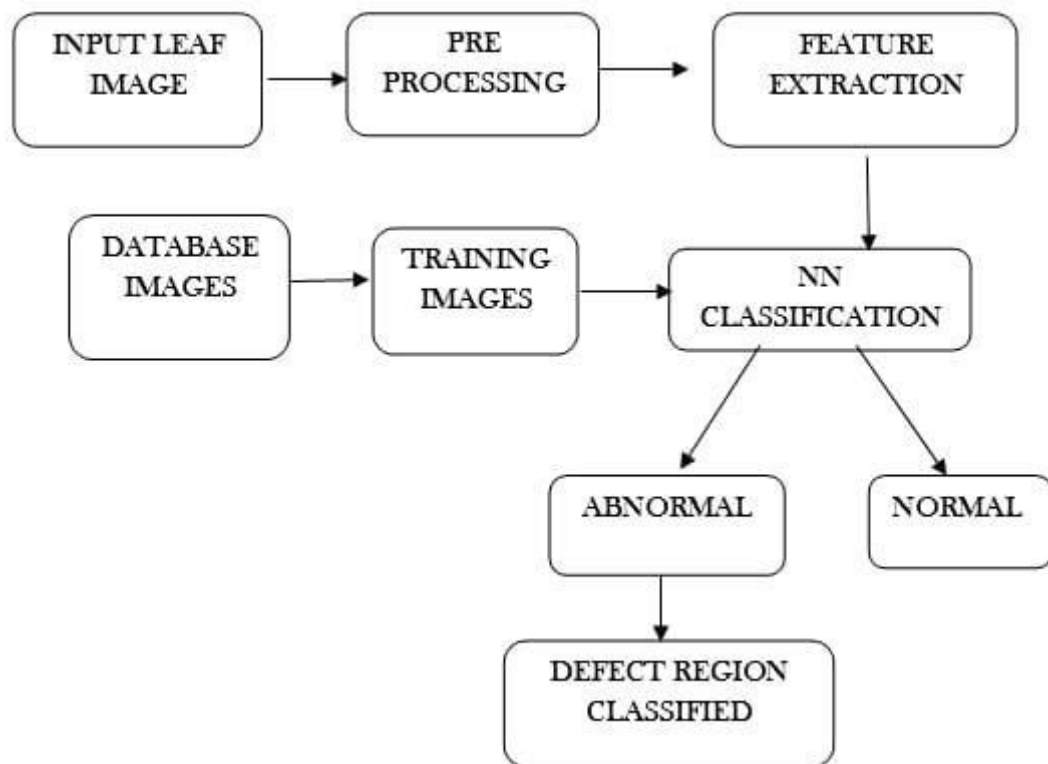 INPUT LEAF
IMAGE
PRE
PROCESSING
FEATURE
EXTRACTION
DATABASE
IMAGES
TRAINING
IMAGES
NN
CLASSIFICATION
ABNORMAL
NORMAL
DEFECT REGION
CLASSIFIED